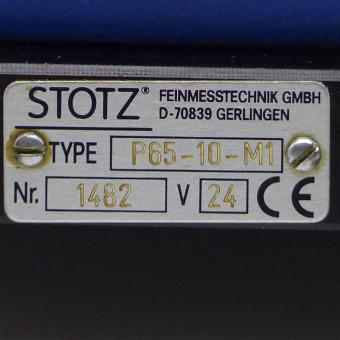 STOTZ® FEINMESSTECHNIK GMBH
D-70839 GERLINGEN
TYPE P65-10-M1
Nr. 1482 V 24 CE